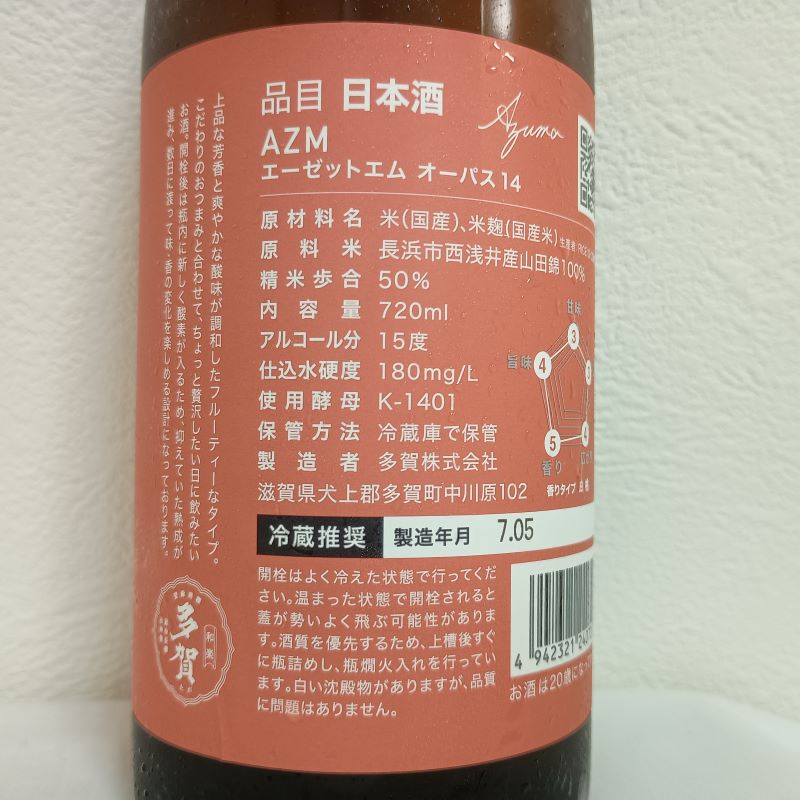 品目 日本酒
Azuma
AZM
エーゼットエム オーパス14
原材料名 米(国産)、米麹(国産米)
原料米 長浜市西浅井産山田錦100%
精米歩合 50%
内容量 720ml
アルコール分 15度
仕込水硬度 180mg/L
使用酵母 K-1401
保管方法 冷蔵庫で保管
製造者 多賀株式会社
滋賀県犬上郡多賀町中川原102
冷蔵推奨 製造年月 7.05
開栓はよく冷えた状態で行ってくだ
さい。温まった状態で開栓されると
蓋が勢いよく飛ぶ可能性がありま
す。酒質を優先するため、上槽後すぐ
に瓶詰めし、瓶燗火入れを行ってい
ます。白い沈殿物がありますが、品質
に問題はありません。
上品な芳香と爽やかな酸味が調和したフルーティーなタイプ。
こだわりのおつまみと合わせて、ちょっと贅沢したい日に飲みたい
お酒。開栓後は瓶内に新しく酸素が入るため、抑えていた熟成が
進み、数日に渡って味・香の変化を楽しめる設計になっております。
甘味
3
旨味
4
5
4
香り
香りタイプ
多賀
和楽
4 942321 2
お酒は20歳にな